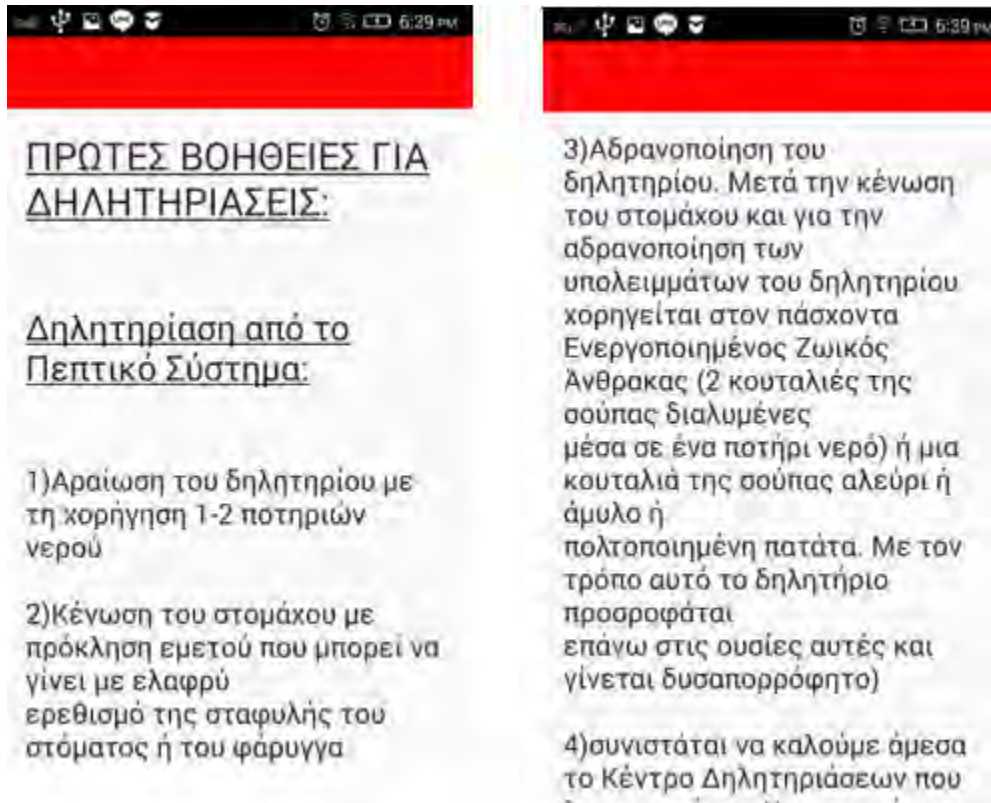 6:29 PM
ΠΡΩΤΕΣ ΒΟΗΘΕΙΕΣ ΓΙΑ
ΔΗΛΗΤΗΡΙΑΣΕΙΣ:
Δηλητηρίαση από το
Πεπτικό Σύστημα:
1)Αραίωση του δηλητηρίου με
τη χορήγηση 1-2 ποτηριών
νερού
2)Κένωση του στομάχου με
πρόκληση εμετού που μπορεί να
γίνει με ελαφρύ
ερεθισμό της σταφυλής του
στόματος ή του φάρυγγα
6:39 PM
3)Αδρανοποίηση του
δηλητηρίου. Μετά την κένωση
του στομάχου και για την
αδρανοποίηση των
υπολειμμάτων του δηλητηρίου
χορηγείται στον πάσχοντα
Ενεργοποιημένος Ζωικός
Άνθρακας (2 κουταλιές της
σούπας διαλυμένες
μέσα σε ένα ποτήρι νερό) ή μια
κουταλιά της σούπας αλεύρι ή
άμυλο ή
πολτοποιημένη πατάτα. Με τον
τρόπο αυτό το δηλητήριο
προσροφάται
επάνω στις ουσίες αυτές και
γίνεται δυσαπορρόφητο)
4)συνιστάται να καλούμε άμεσα
το Κέντρο Δηλητηριάσεων που